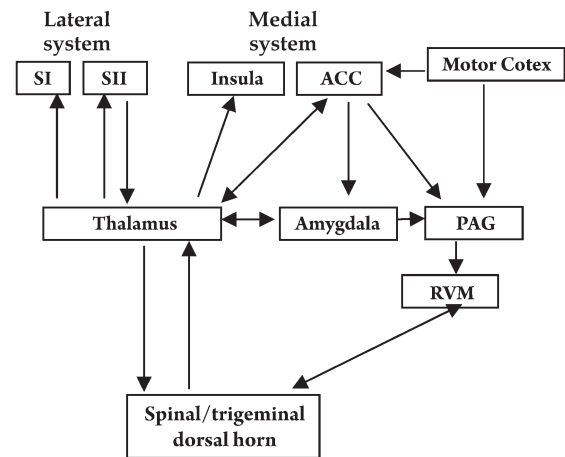 Lateral system
Medial system
SI
SII
Insula
ACC
Motor Cotex
Thalamus
Amygdala
PAG
RVM
Spinal/trigeminal
dorsal horn